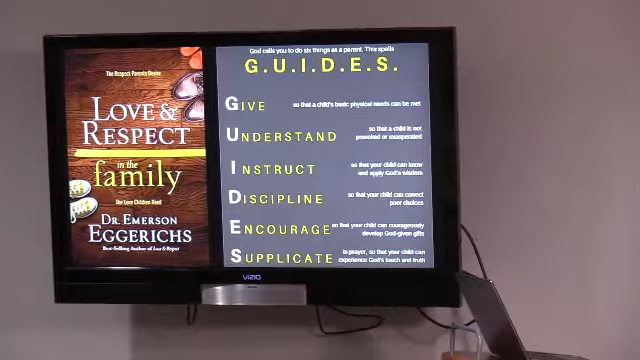 The Respect Parents Desire
LOVE &
RESPECT
in the
family
The Love Children Need
DR. EMERSON
EGGERICHS
Best-Selling Author of Love & Respect
God calls you to do six things as a parent. This spells
G.U.I.D.E.S.
GIVE so that a child's basic physical needs can be met
UNDERSTAND so that a child is not
provoked or exasperated
INSTRUCT so that your child can know
and apply God's wisdom
DISCIPLINE so that your child can correct
poor choices
ENCOURAGE so that your child can courageously
develop God-given gifts
SUPPLICATE in prayer, so that your child can
experience God's touch and truth
VIZIO